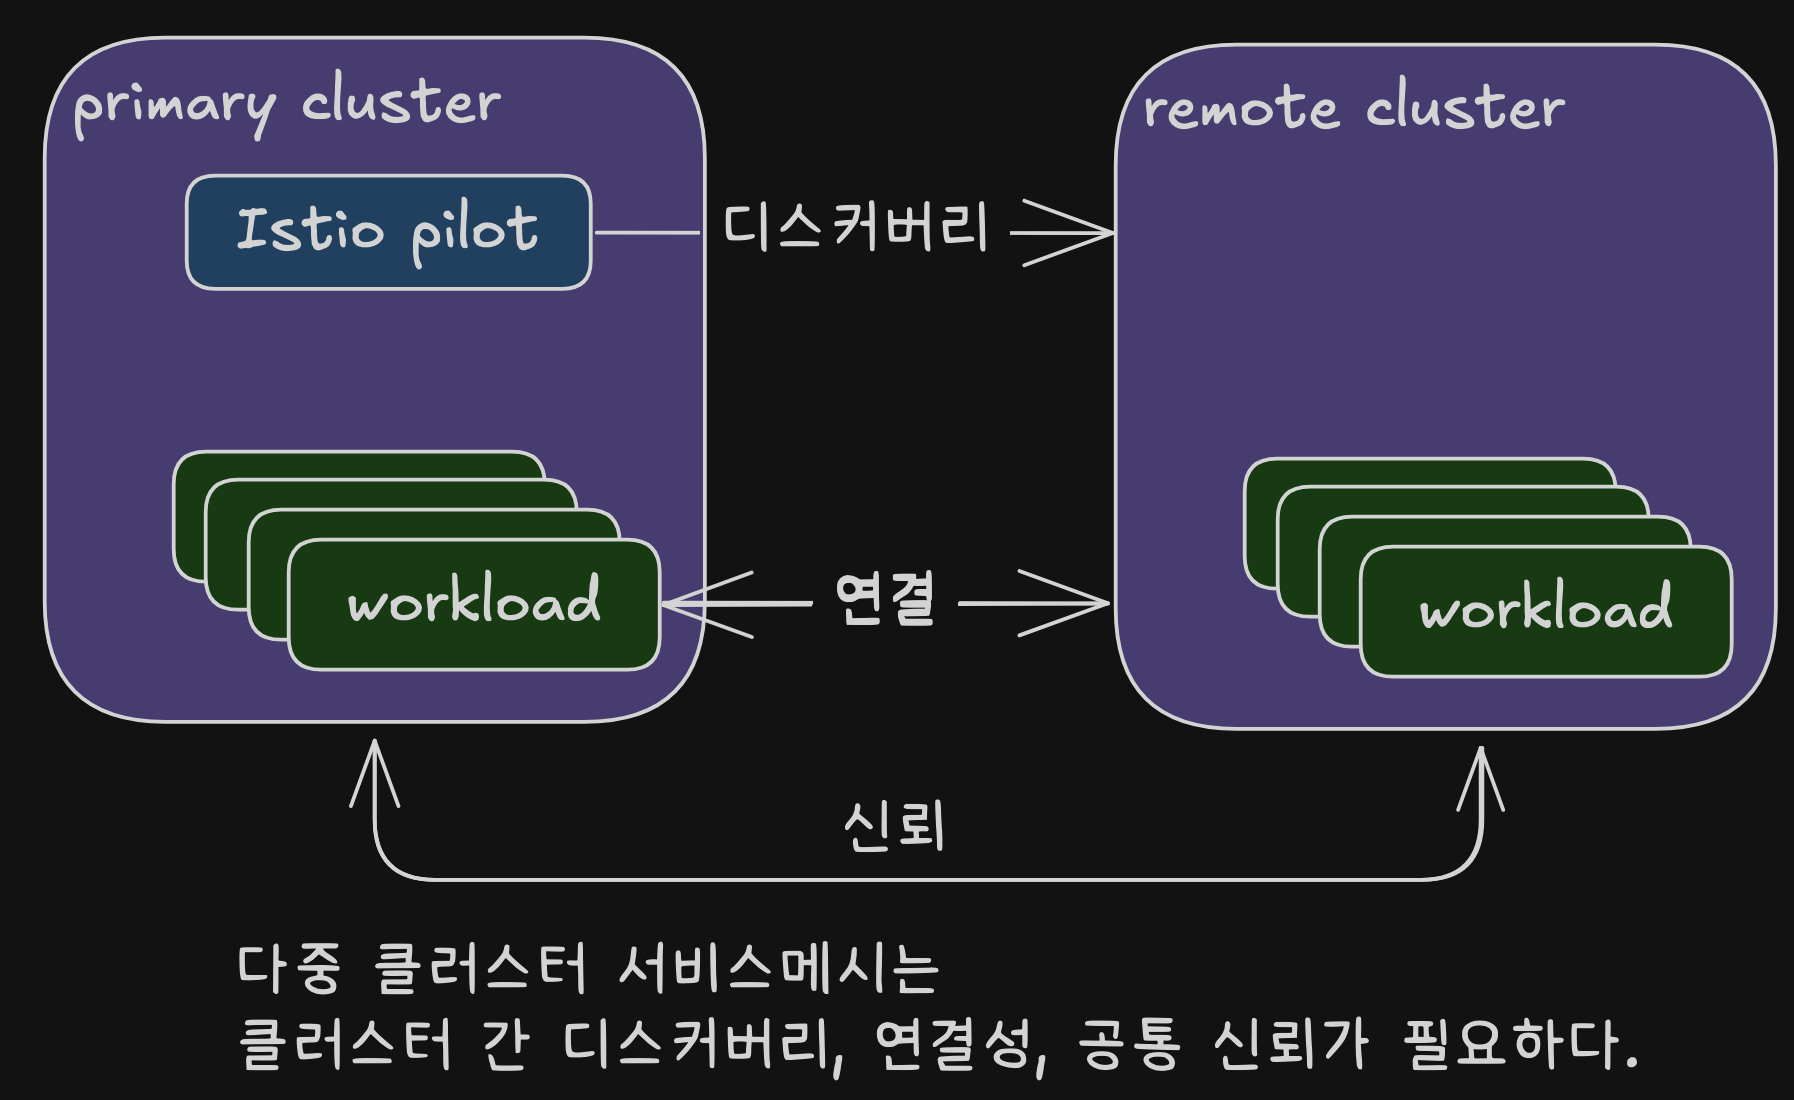 primary cluster
remote cluster
Istio pilot
디스커버리
workload
연결
workload
신뢰
다중 클러스터 서비스메시는
클러스터 간 디스커버리, 연결성, 공통 신뢰가 필요하다.